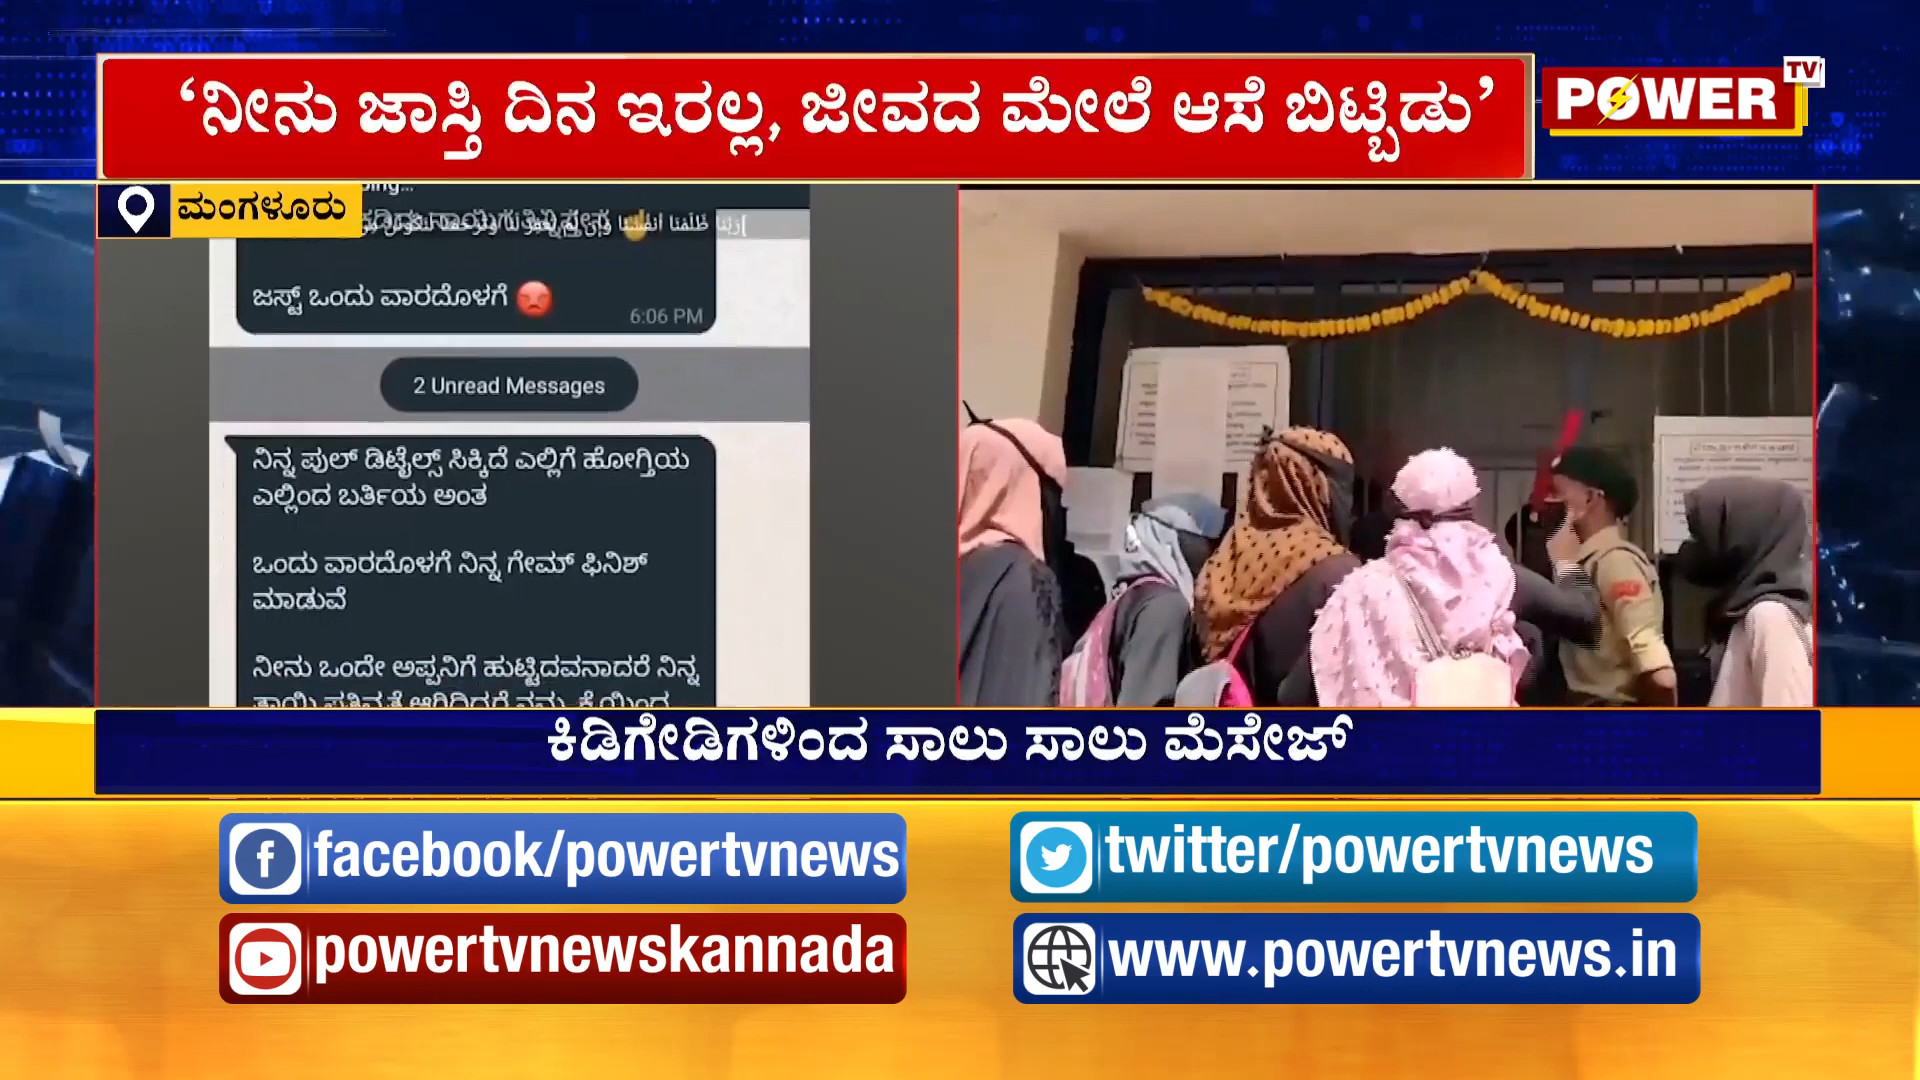 ‘ನೀನು ಜಾಸ್ತಿ ದಿನ ಇರಲ್ಲ, ಜೀವದ ಮೇಲೆ ಆಸೆ ಬಿಟ್ಬಿಡು’
POWER TV
ಮಂಗಳೂರು
ಜಸ್ಟ್ ಒಂದು ವಾರದೊಳಗೆ 😡
6:06 PM
2 Unread Messages
ನಿನ್ನ ಪುಲ್ ಡಿಟೈಲ್ಸ್ ಸಿಕ್ಕಿದೆ ಎಲ್ಲಿಗೆ ಹೋಗ್ತಿಯ
ಎಲ್ಲಿಂದ ಬರ್ತಿಯ ಅಂತ
ಒಂದು ವಾರದೊಳಗೆ ನಿನ್ನ ಗೇಮ್ ಫಿನಿಶ್
ಮಾಡುವೆ
ನೀನು ಒಂದೇ ಅಪ್ಪನಿಗೆ ಹುಟ್ಟಿದವನಾದರೆ ನಿನ್ನ
ಕಿಡಿಗೇಡಿಗಳಿಂದ ಸಾಲು ಸಾಲು ಮೆಸೇಜ್
facebook/powertvnews
twitter/powertvnews
powertvnewskannada
www.powertvnews.in